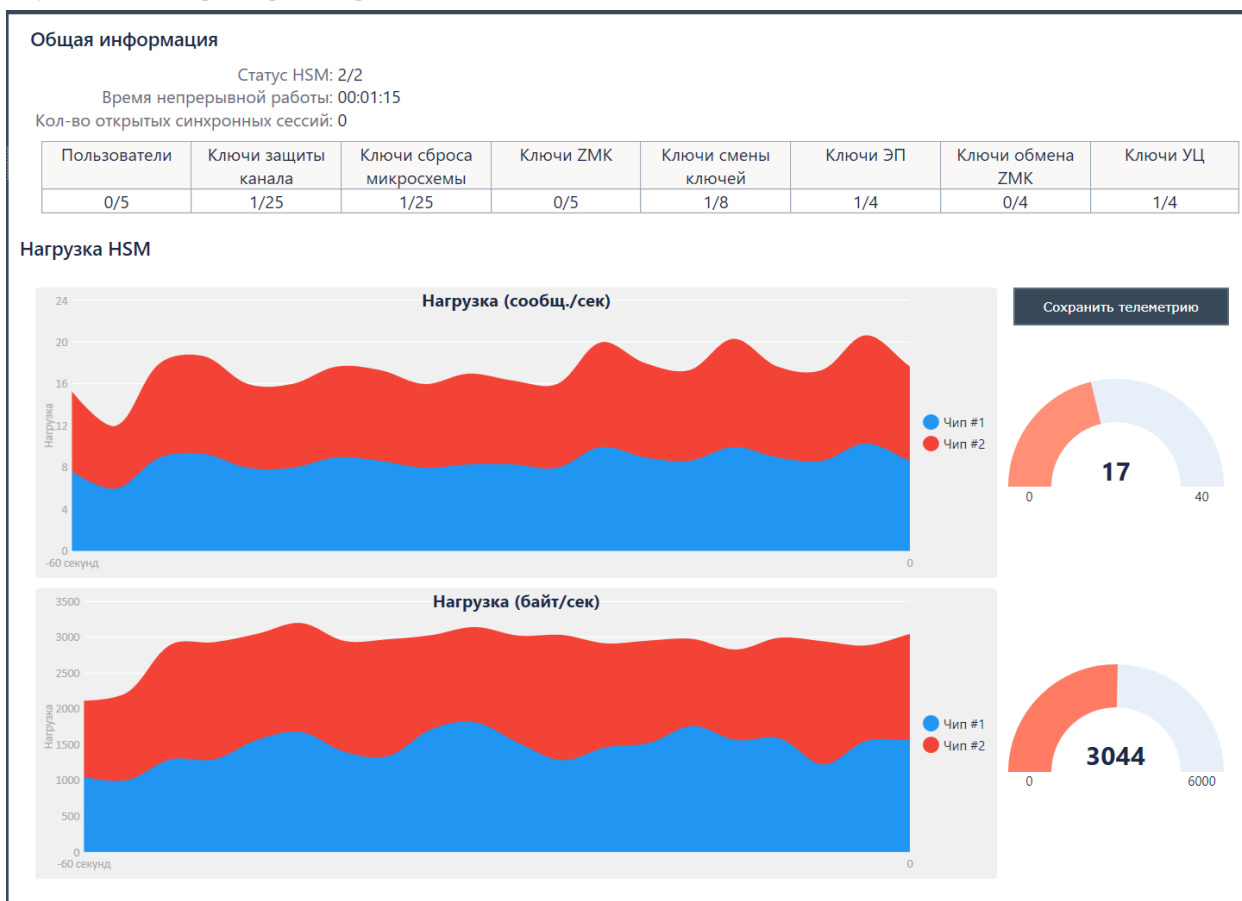 Общая информация
Статус HSM: 2/2
Время непрерывной работы: 00:01:15
Кол-во открытых синхронных сессий: 0
Пользователи Ключи защиты канала Ключи сброса микросхемы Ключи ZMK Ключи смены ключей Ключи ЭП Ключи обмена ZMK Ключи УЦ
0/5 1/25 1/25 0/5 1/8 1/4 0/4 1/4
Нагрузка HSM
Нагрузка (сообщ./сек)
24
20
16
12
8
4
0
Нагрузка
-60 секунд
0
Чип #1
Чип #2
Сохранить телеметрию
17
0
40
Нагрузка (байт/сек)
3500
3000
2500
2000
1500
1000
500
0
Нагрузка
-60 секунд
0
Чип #1
Чип #2
3044
0
6000